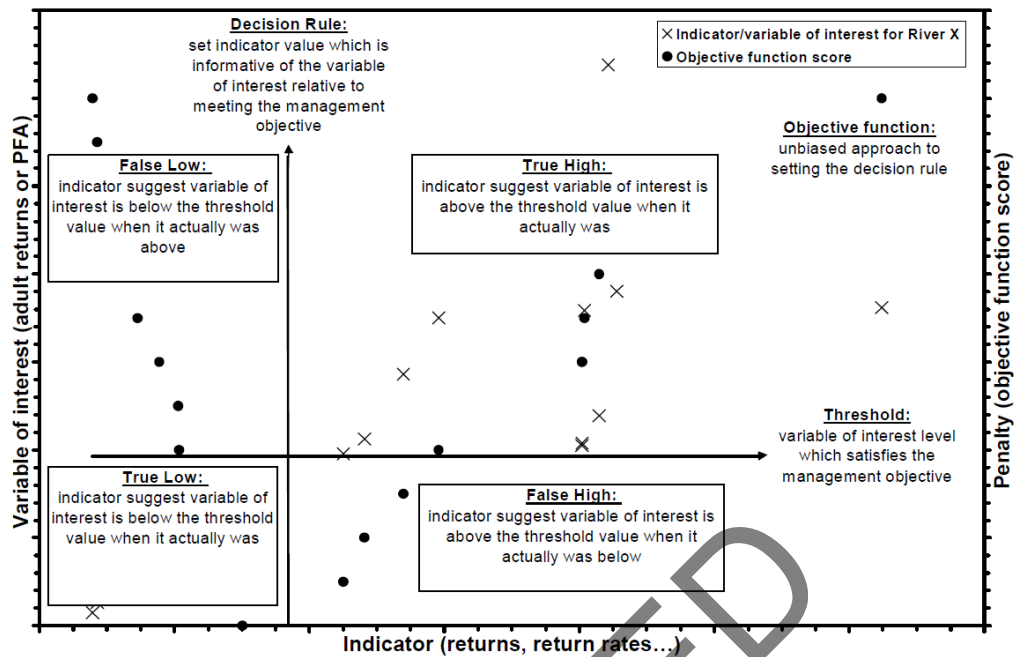 Decision Rule:
set indicator value which is
informative of the variable
of interest relative to
meeting the management
objective
× Indicator/variable of interest for River X
● Objective function score
Objective function:
unbiased approach to
setting the decision rule
False Low:
indicator suggest variable of
interest is below the threshold
value when it actually was
above
True High:
indicator suggest variable of interest is
above the threshold value when it
actually was
Variable of interest (adult returns or PFA)
Penalty (objective function score)
Threshold:
variable of interest level
which satisfies the
management objective
True Low:
indicator suggest variable of
interest is below the threshold
value when it actually was
False High:
indicator suggest variable of interest is
above the threshold value when it
actually was below
Indicator (returns, return rates...)